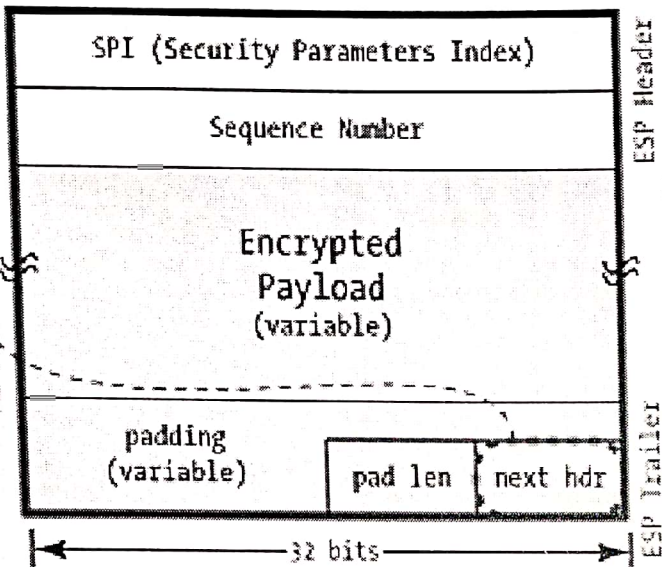 SPI (Security Parameters Index)
ESP Header
Sequence Number
Encrypted
Payload
(variable)
padding
(variable)
pad len
next hdr
ESP Trailer
32 bits